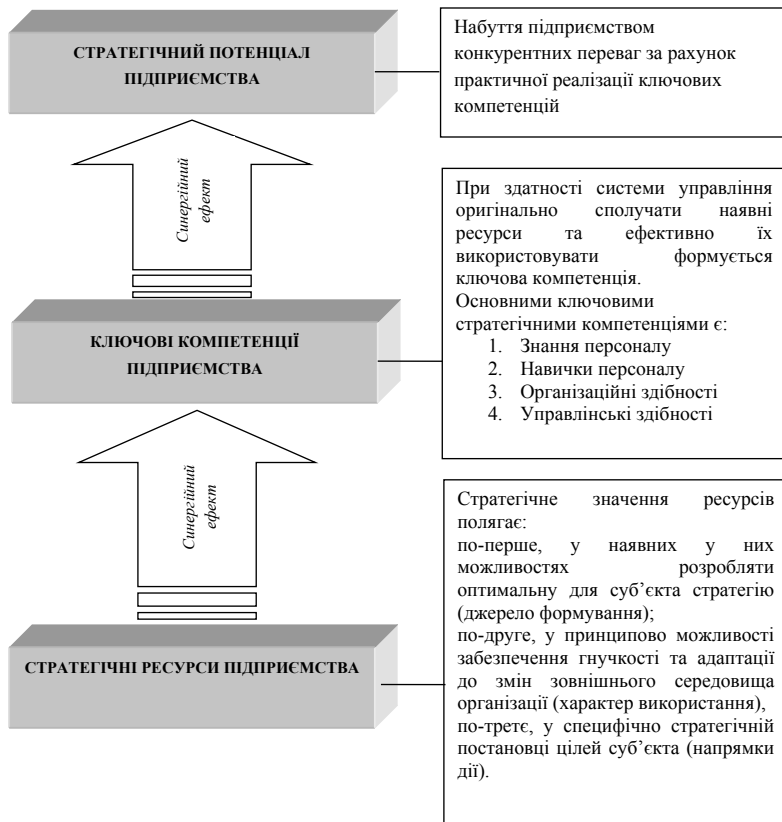 СТРАТЕГІЧНИЙ ПОТЕНЦІАЛ
ПІДПРИЄМСТВА
Набуття підприємством
конкурентних переваг за рахунок
практичної реалізації ключових
компетенцій
Синергійний
ефект
КЛЮЧОВІ КОМПЕТЕНЦІЇ
ПІДПРИЄМСТВА
При здатності системи управління
оригінально сполучати наявні
ресурси та ефективно їх
використовувати формується
ключова компетенція.
Основними ключовими
стратегічними компетенціями є:
1. Знання персоналу
2. Навички персоналу
3. Організаційні здібності
4. Управлінські здібності
Синергійний
ефект
СТРАТЕГІЧНІ РЕСУРСИ ПІДПРИЄМСТВА
Стратегічне значення ресурсів
полягає:
по-перше, у наявних у них
можливостях розробляти
оптимальну для суб’єкта стратегію
(джерело формування);
по-друге, у принципово можливості
забезпечення гнучкості та адаптації
до змін зовнішнього середовища
організації (характер використання),
по-третє, у специфічно стратегічній
постановці цілей суб’єкта (напрямки
дії).